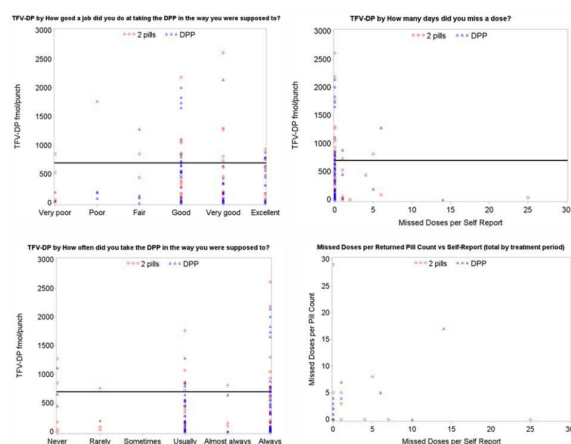 TFV-DP by How good a job did you do at taking the DPP in the way you were supposed to?
2 pills DPP
TFV-DP fmol/punch
3000
2500
2000
1500
1000
500
0
Very poor Poor Fair Good Very good Excellent
TFV-DP by How many days did you miss a dose?
2 pills DPP
TFV-DP fmol/punch
3000
2500
2000
1500
1000
500
0
0 5 10 15 20 25 30
Missed Doses per Self Report
TFV-DP by How often did you take the DPP in the way you were supposed to?
2 pills DPP
TFV-DP fmol/punch
3000
2500
2000
1500
1000
500
0
Never Rarely Sometimes Usually Almost always Always
Missed Doses per Returned Pill Count vs Self-Report (total by treatment period)
2 pills DPP
Missed Doses per Pill Count
30
25
20
15
10
5
0
0 5 10 15 20 25 30
Missed Doses per Self Report